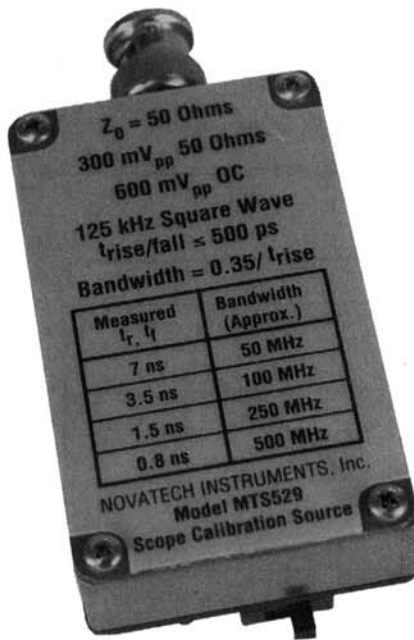 Z₀ = 50 Ohms
300 mVpp 50 Ohms
600 mVpp OC
125 kHz Square Wave
trise/fall ≤ 500 ps
Bandwidth = 0.35/ trise
Measured tr, tf
Bandwidth (Approx.)
7 ns 50 MHz
3.5 ns 100 MHz
1.5 ns 250 MHz
0.8 ns 500 MHz
NOVATECH INSTRUMENTS, Inc.
Model MTS529
Scope Calibration Source